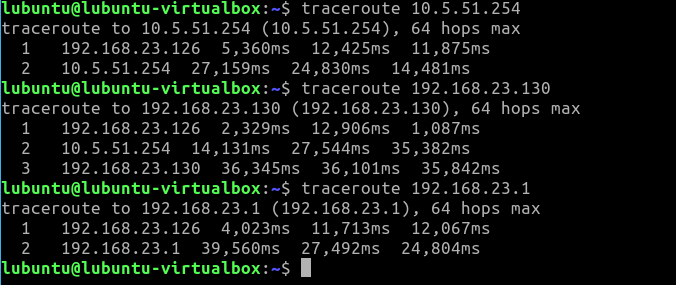 lubuntu@lubuntu-virtualbox:~$ traceroute 10.5.51.254
traceroute to 10.5.51.254 (10.5.51.254), 64 hops max
  1   192.168.23.126  5,360ms  12,425ms  11,875ms
  2   10.5.51.254  27,159ms  24,830ms  14,481ms
lubuntu@lubuntu-virtualbox:~$ traceroute 192.168.23.130
traceroute to 192.168.23.130 (192.168.23.130), 64 hops max
  1   192.168.23.126  2,329ms  12,906ms  1,087ms
  2   10.5.51.254  14,131ms  27,544ms  35,382ms
  3   192.168.23.130  36,345ms  36,101ms  35,842ms
lubuntu@lubuntu-virtualbox:~$ traceroute 192.168.23.1
traceroute to 192.168.23.1 (192.168.23.1), 64 hops max
  1   192.168.23.126  4,023ms  11,713ms  12,067ms
  2   192.168.23.1  39,560ms  27,492ms  24,804ms
lubuntu@lubuntu-virtualbox:~$